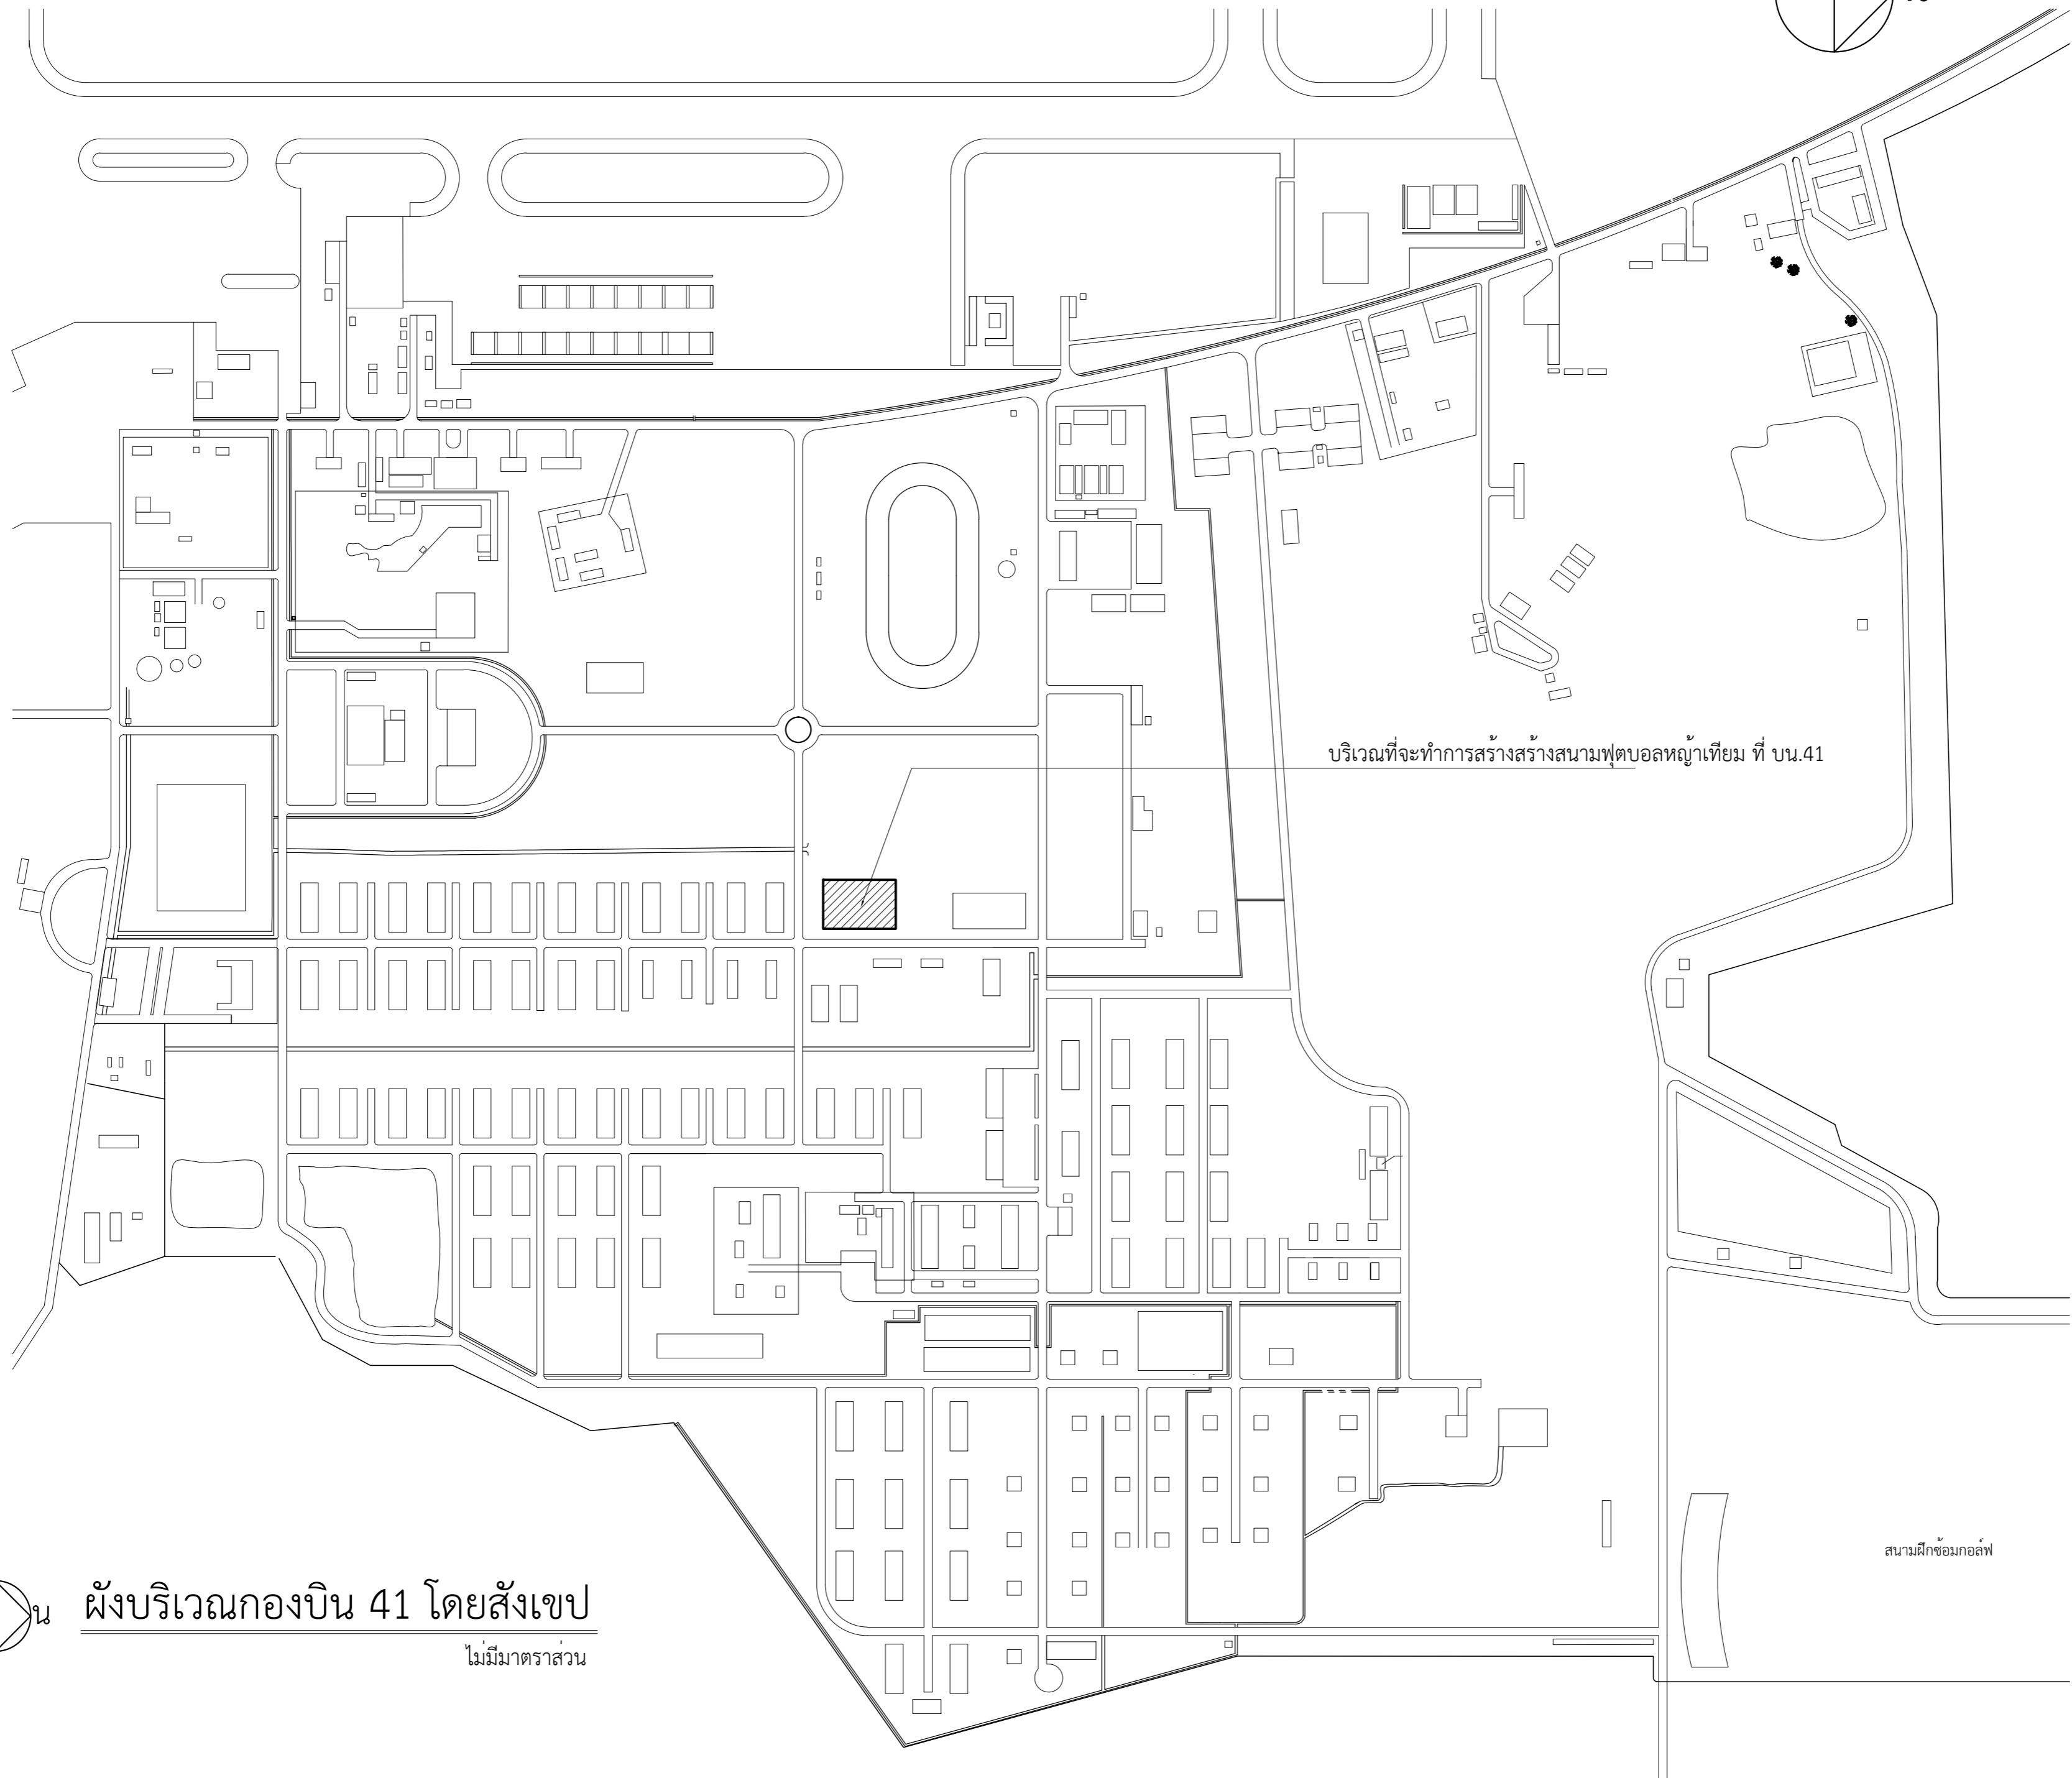 บริเวณที่จะทำการสร้างสร้างสนามฟุตบอลหญ้าเทียม ที่ บน.41
สนามฝึกซ้อมกอล์ฟ
น
ผังบริเวณกองบิน 41 โดยสังเขป
ไม่มีมาตราส่วน